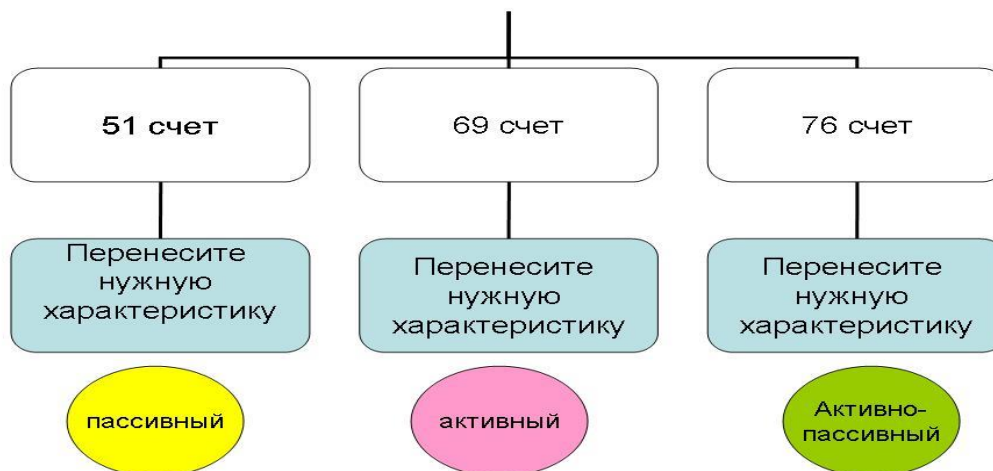 51 счет
69 счет
76 счет
Перенесите
нужную
характеристику
Перенесите
нужную
характеристику
Перенесите
нужную
характеристику
пассивный
активный
Активно-
пассивный